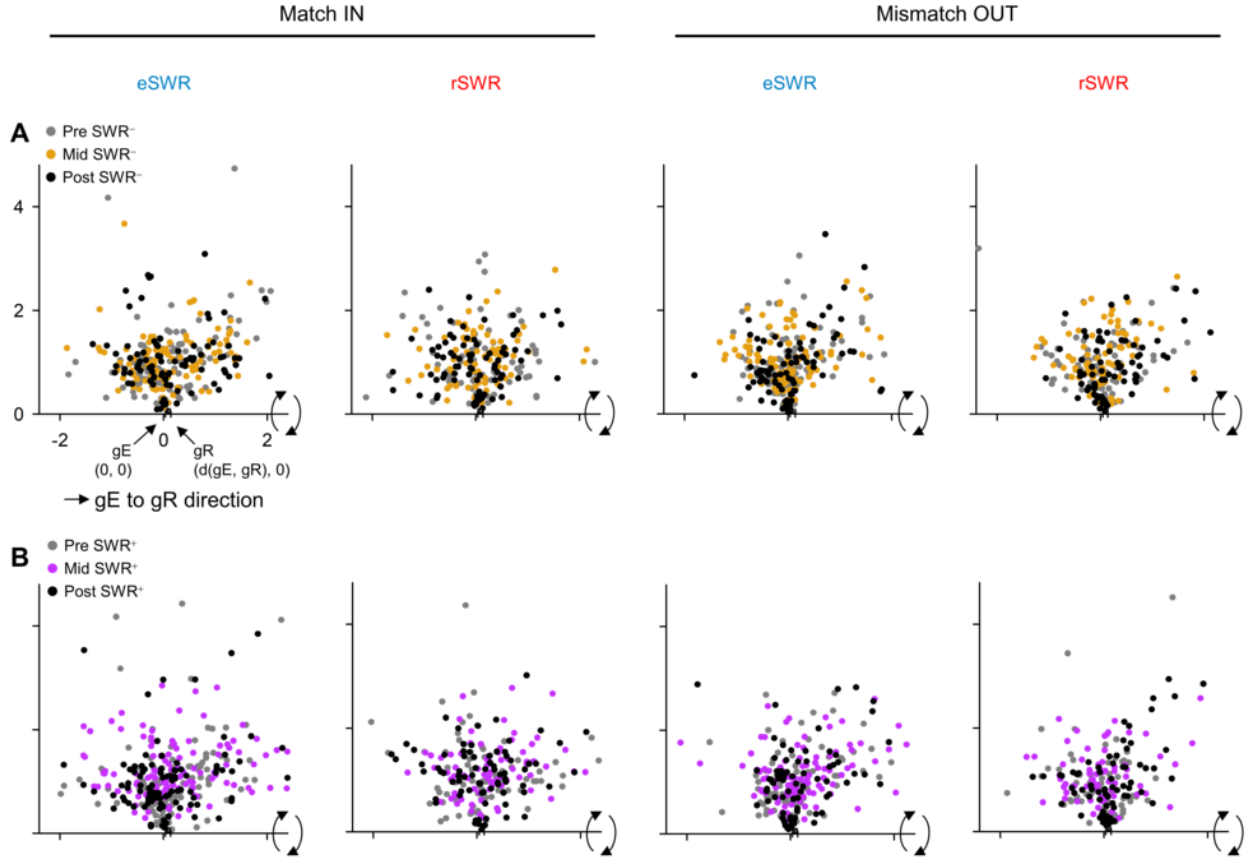 Match IN
Mismatch OUT
eSWR
rSWR
eSWR
rSWR
A
Pre SWR⁻
Mid SWR⁻
Post SWR⁻
4
2
0
-2
0
2
gE
gR
(0, 0)
(d(gE, gR), 0)
gE to gR direction
B
Pre SWR⁺
Mid SWR⁺
Post SWR⁺